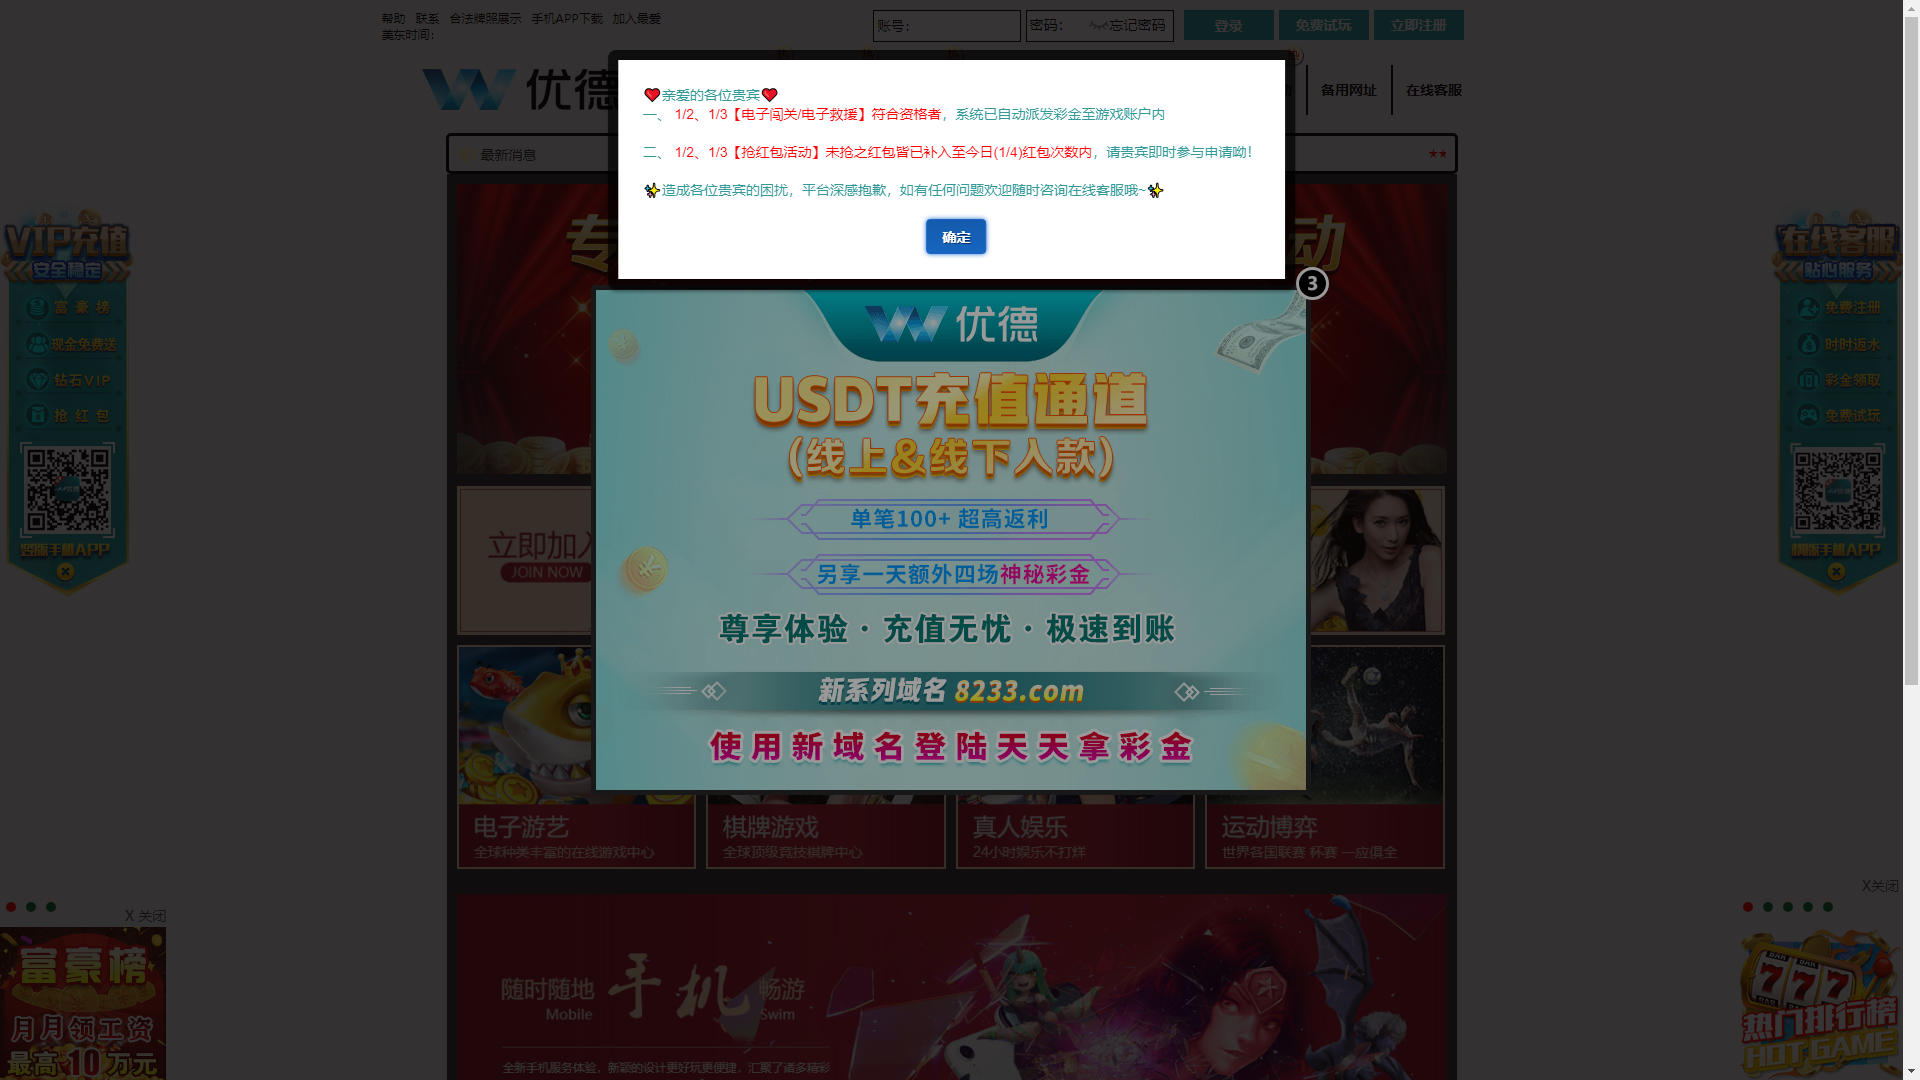 帮助 联系 合法牌照展示 手机APP下载 加入最爱
美东时间:
账号：
密码：
忘记密码
登录
免费试玩
立即注册
优德
备用网址
在线客服
最新消息
★★
❤亲爱的各位贵宾❤
一、 1/2、1/3【电子闯关/电子救援】符合资格者，系统已自动派发彩金至游戏账户内
二、 1/2、1/3【抢红包活动】未抢之红包皆已补入至今日(1/4)红包次数内，请贵宾即时参与申请呦！
✨造成各位贵宾的困扰，平台深感抱歉，如有任何问题欢迎随时咨询在线客服哦~✨
确定
3
专
动
VIP充值
安全稳定
富豪榜
现金免费送
钻石VIP
抢红包
竖版手机APP
在线客服
贴心服务
免费注册
时时返水
彩金领取
免费试玩
横版手机APP
优德
USDT充值通道
(线上&线下入款)
单笔100+ 超高返利
另享一天额外四场神秘彩金
尊享体验 · 充值无忧 · 极速到账
新系列域名 8233.com
使用新域名登陆天天拿彩金
立即加入
JOIN NOW
电子游艺
全球种类丰富的在线游戏中心
棋牌游戏
全球顶级竞技棋牌中心
真人娱乐
24小时娱乐不打烊
运动博弈
世界各国联赛 杯赛 一应俱全
X 关闭
富豪榜
月月领工资
最高10万元
X关闭
777
热门排行榜
HOT GAME
随时随地 手机 畅游
Mobile
Swim
全新手机服务体验，新颖的设计更好玩更便捷，汇聚了诸多精彩